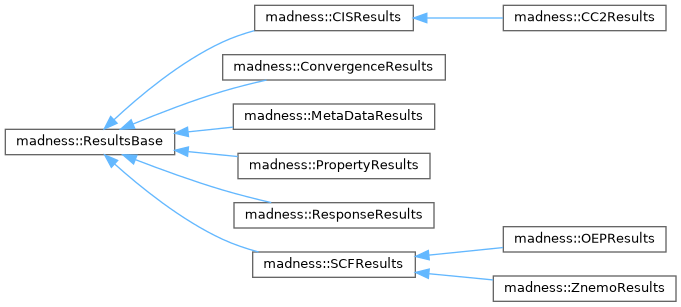 madness::CISResults
madness::CC2Results
madness::ConvergenceResults
madness::MetaDataResults
madness::ResultsBase
madness::PropertyResults
madness::ResponseResults
madness::OEPResults
madness::SCFResults
madness::ZnemoResults